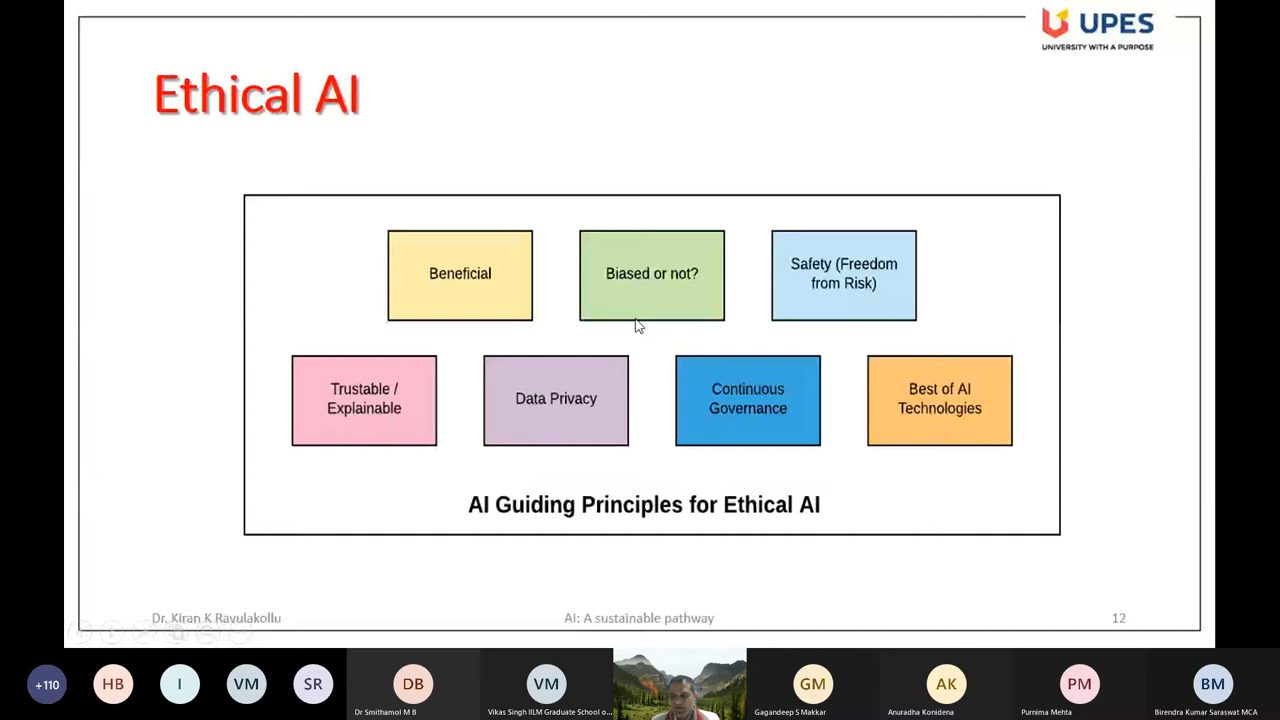 UPES
UNIVERSITY WITH A PURPOSE
Ethical AI
Beneficial
Biased or not?
Safety (Freedom
from Risk)
Trustable /
Explainable
Data Privacy
Continuous
Governance
Best of AI
Technologies
AI Guiding Principles for Ethical AI
Dr. Kiran K Ravulakollu
AI: A sustainable pathway
12
+110
HB
I
VM
SR
DB
Dr Smithamol M B
VM
Vikas Singh IILM Graduate School o...
GM
Gagandeep S Makkar
AK
Anuradha Konidena
PM
Purnima Mehta
BM
Birendra Kumar Saraswat MCA